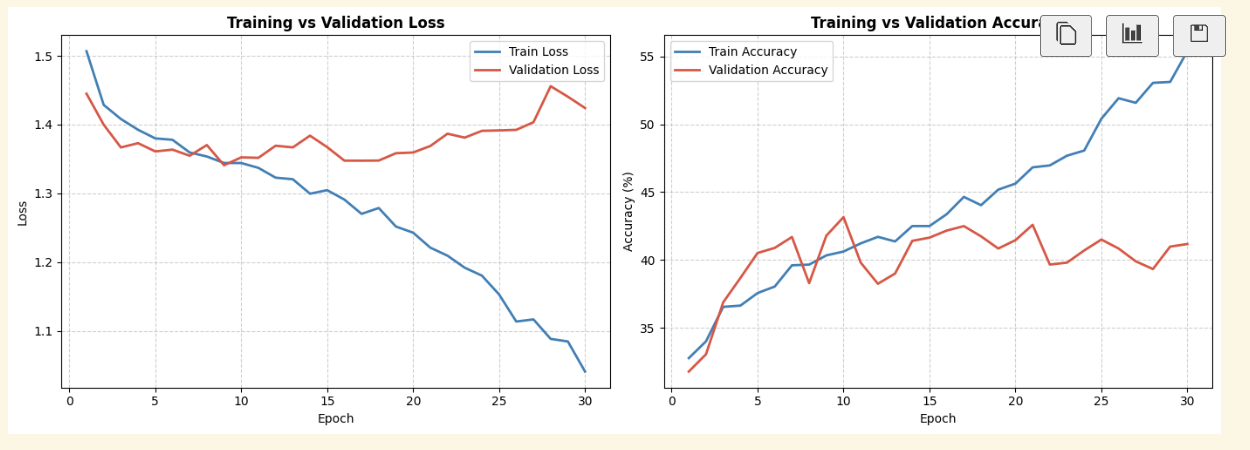 Training vs Validation Loss
Train Loss
Validation Loss
1.5
1.4
1.3
1.2
1.1
Loss
0 5 10 15 20 25 30
Epoch
Training vs Validation
Train Accuracy
Validation Accuracy
55
50
45
40
35
Accuracy (%)
0 5 10 15 20 25 30
Epoch